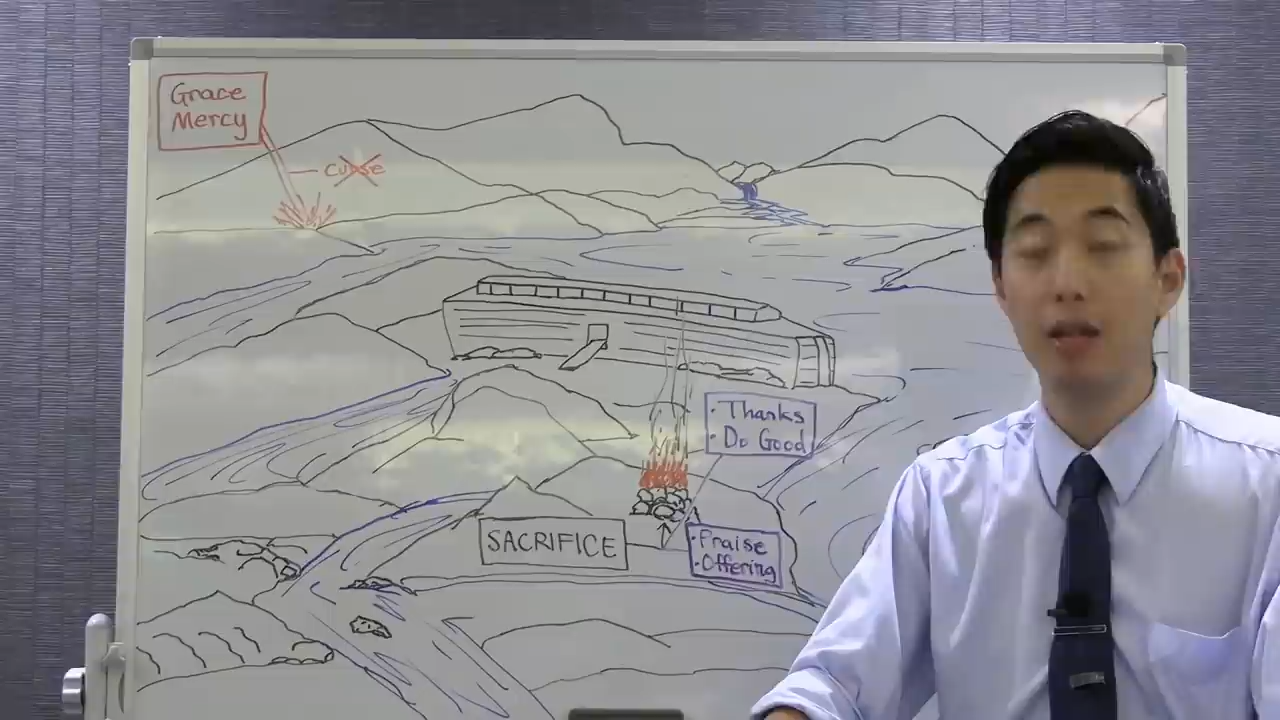 Grace
Mercy
Curse
· Thanks
· Do Good
SACRIFICE
· Praise
· Offering